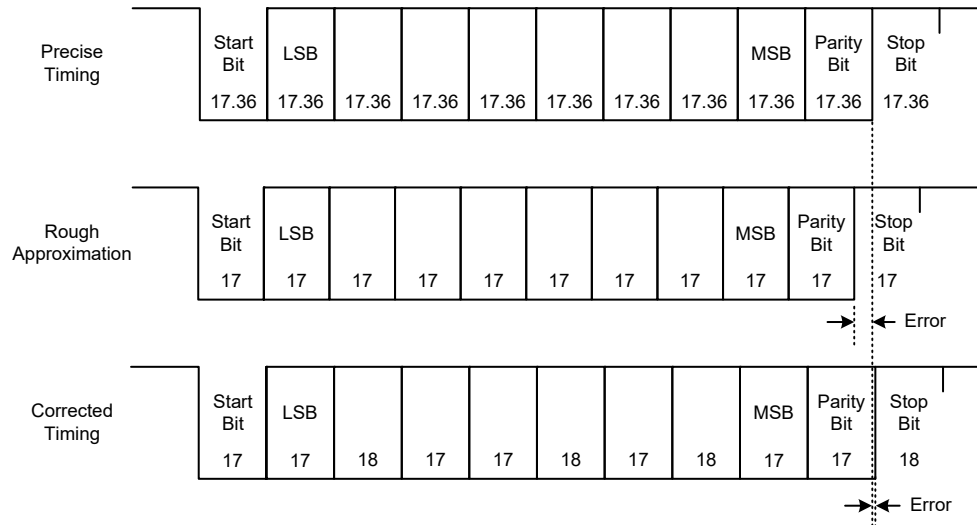 Precise
Timing
Start
Bit
LSB
MSB
Parity
Bit
Stop
Bit
17.36 17.36 17.36 17.36 17.36 17.36 17.36 17.36 17.36 17.36 17.36
Rough
Approximation
Start
Bit
LSB
MSB
Parity
Bit
Stop
Bit
17 17 17 17 17 17 17 17 17 17 17
Error
Corrected
Timing
Start
Bit
LSB
MSB
Parity
Bit
Stop
Bit
17 17 18 17 17 18 17 18 17 17 18
Error